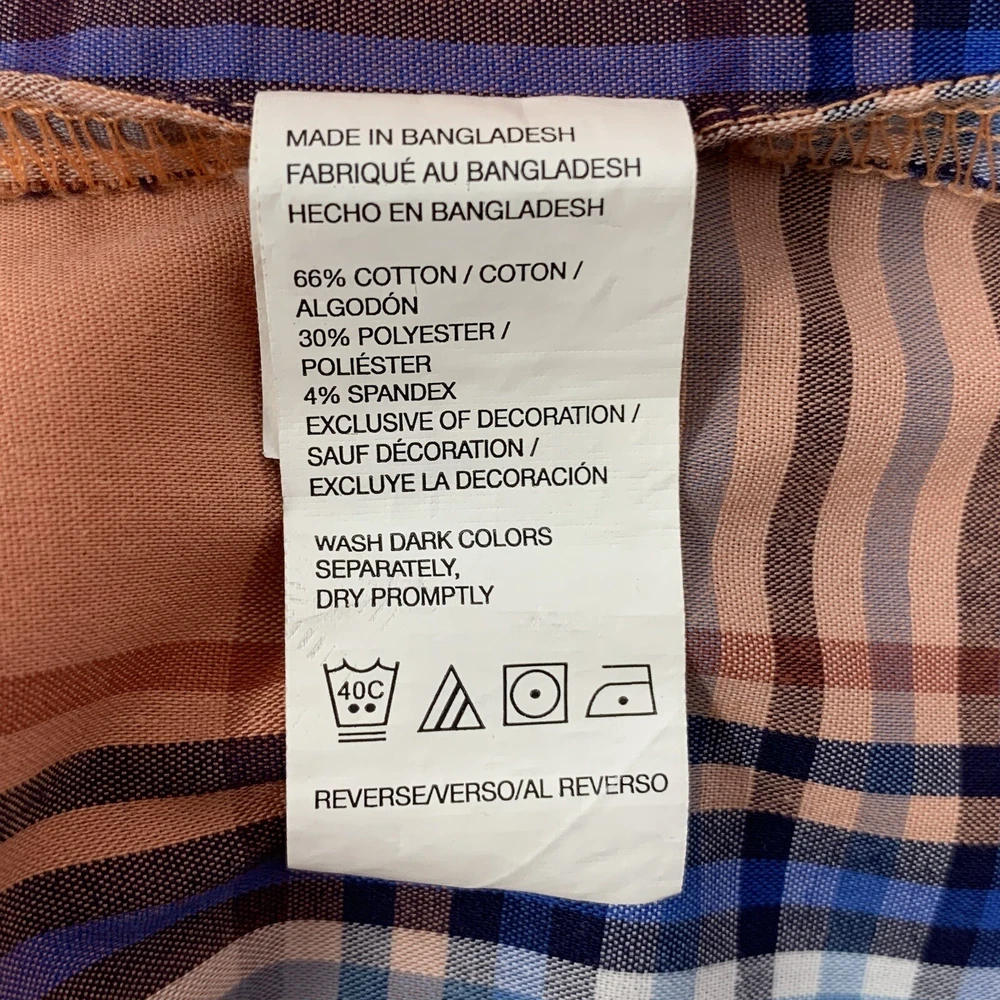 MADE IN BANGLADESH
FABRIQUÉ AU BANGLADESH
HECHO EN BANGLADESH
66% COTTON / COTON /
ALGODÓN
30% POLYESTER /
POLIÉSTER
4% SPANDEX
EXCLUSIVE OF DECORATION /
SAUF DÉCORATION /
EXCLUYE LA DECORACIÓN
WASH DARK COLORS
SEPARATELY,
DRY PROMPTLY
40C
REVERSE/VERSO/AL REVERSO